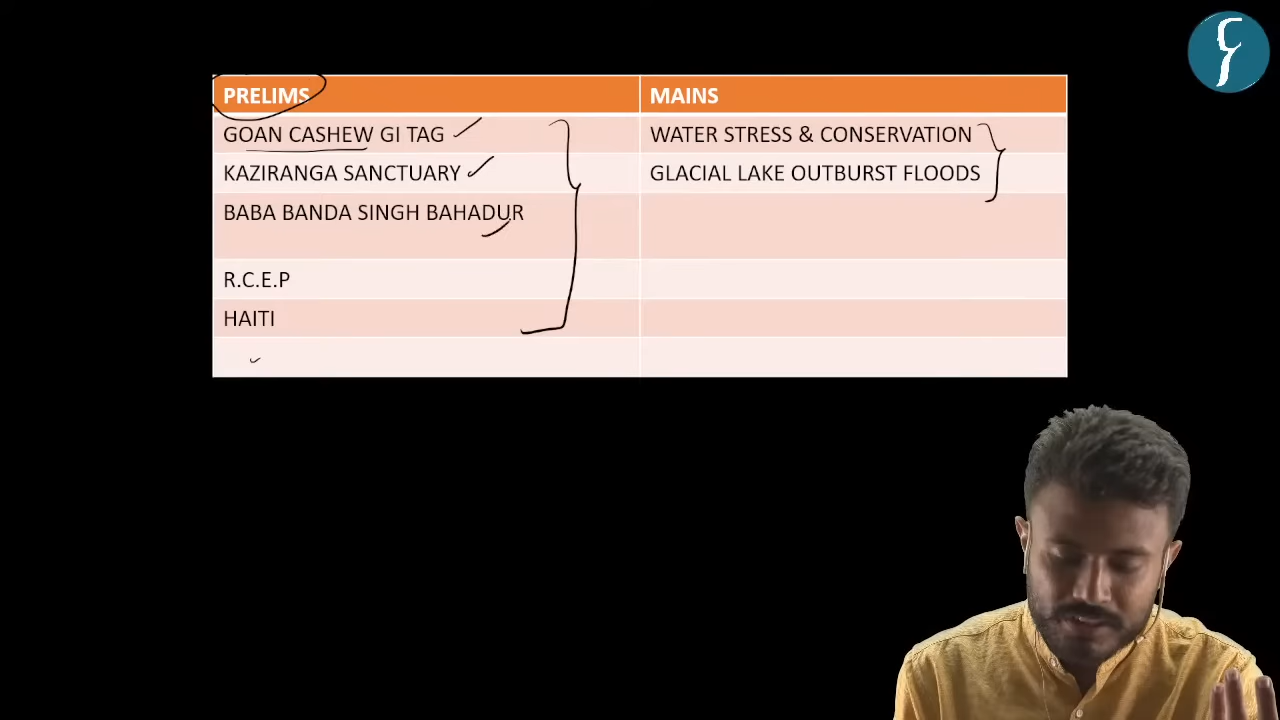 PRELIMS
MAINS
GOAN CASHEW GI TAG
WATER STRESS & CONSERVATION
KAZIRANGA SANCTUARY
GLACIAL LAKE OUTBURST FLOODS
BABA BANDA SINGH BAHADUR
R.C.E.P
HAITI